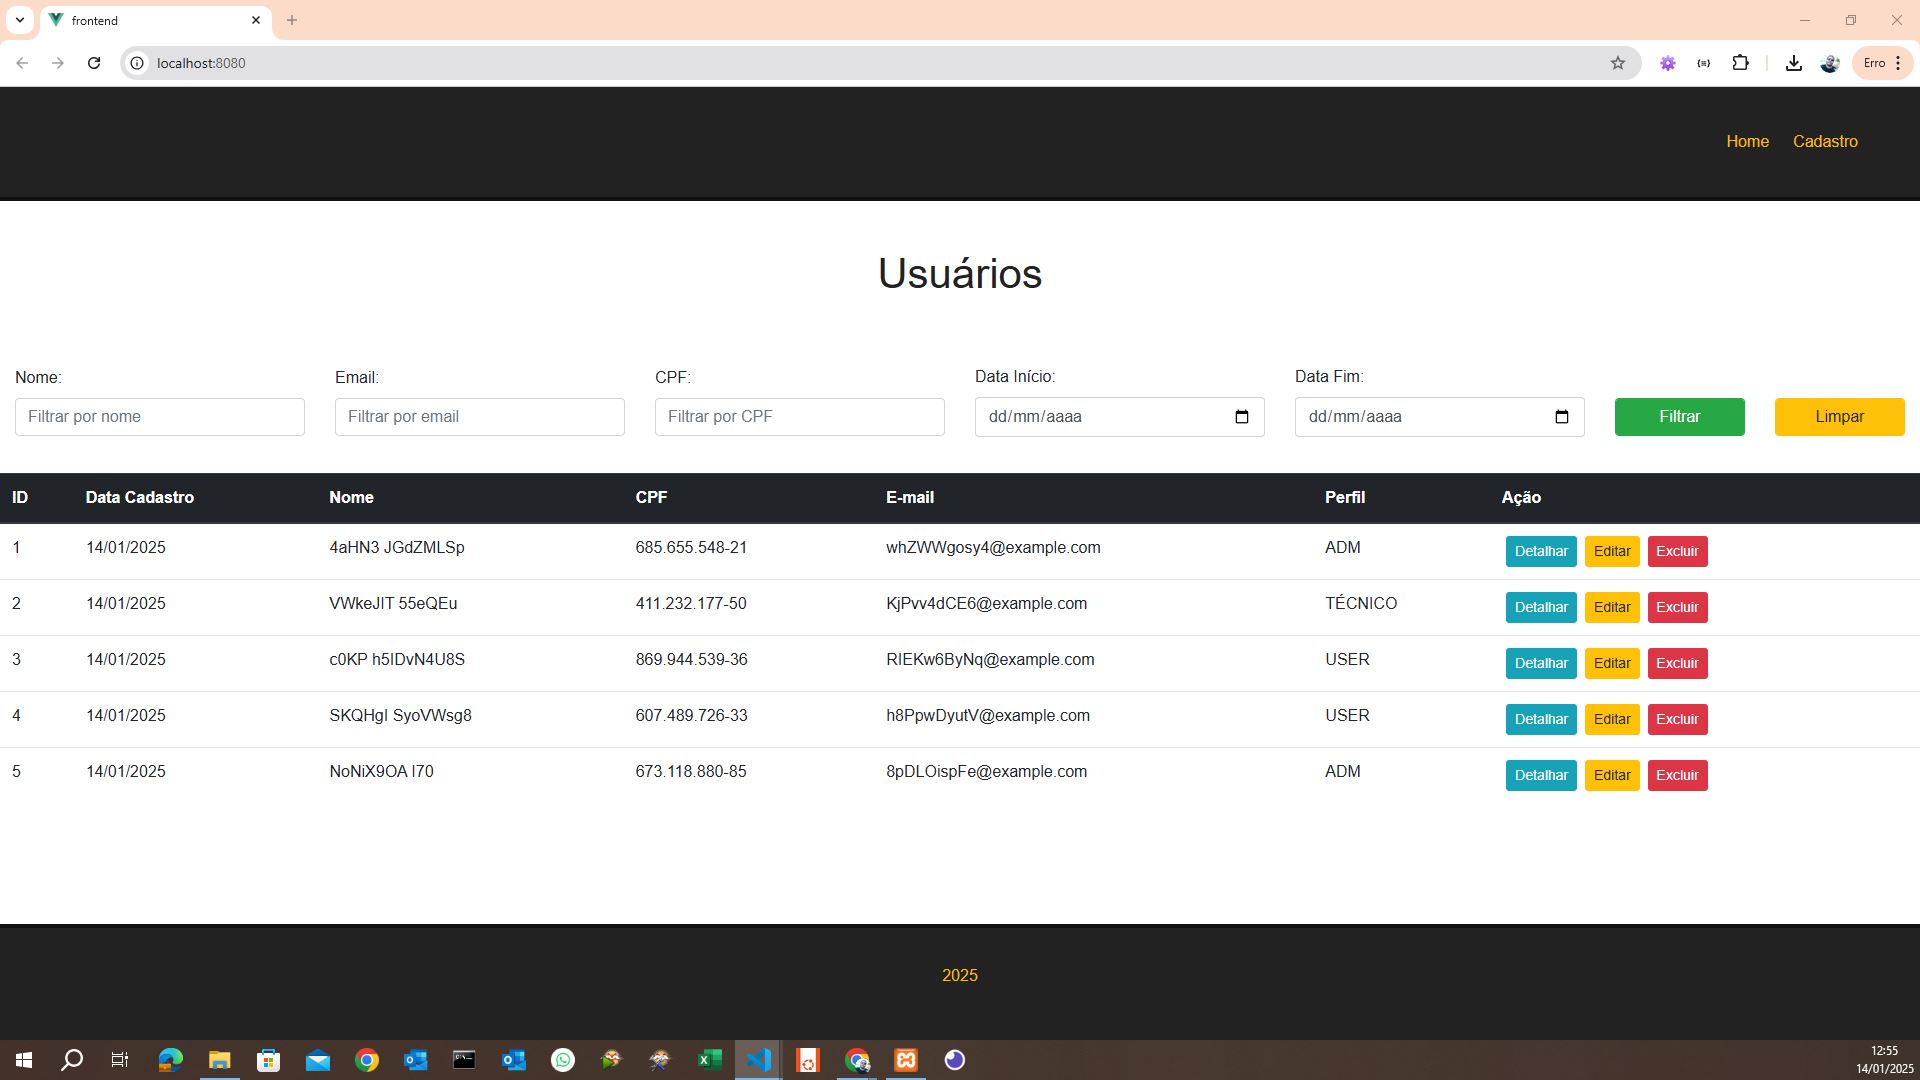 frontend
localhost:8080
Erro
Home Cadastro
Usuários
Nome: Email: CPF: Data Início: Data Fim:
Filtrar por nome Filtrar por email Filtrar por CPF dd/mm/aaaa dd/mm/aaaa Filtrar Limpar
ID Data Cadastro Nome CPF E-mail Perfil Ação
1 14/01/2025 4aHN3 JGdZMLSp 685.655.548-21 whZWWgosy4@example.com ADM Detalhar Editar Excluir
2 14/01/2025 VWkeJIT 55eQEu 411.232.177-50 KjPvv4dCE6@example.com TÉCNICO Detalhar Editar Excluir
3 14/01/2025 c0KP h5IDvN4U8S 869.944.539-36 RIEKw6ByNq@example.com USER Detalhar Editar Excluir
4 14/01/2025 SKQHgI SyoVWsg8 607.489.726-33 h8PpwDyutV@example.com USER Detalhar Editar Excluir
5 14/01/2025 NoNiX9OA l70 673.118.880-85 8pDLOispFe@example.com ADM Detalhar Editar Excluir
2025
12:55
14/01/2025